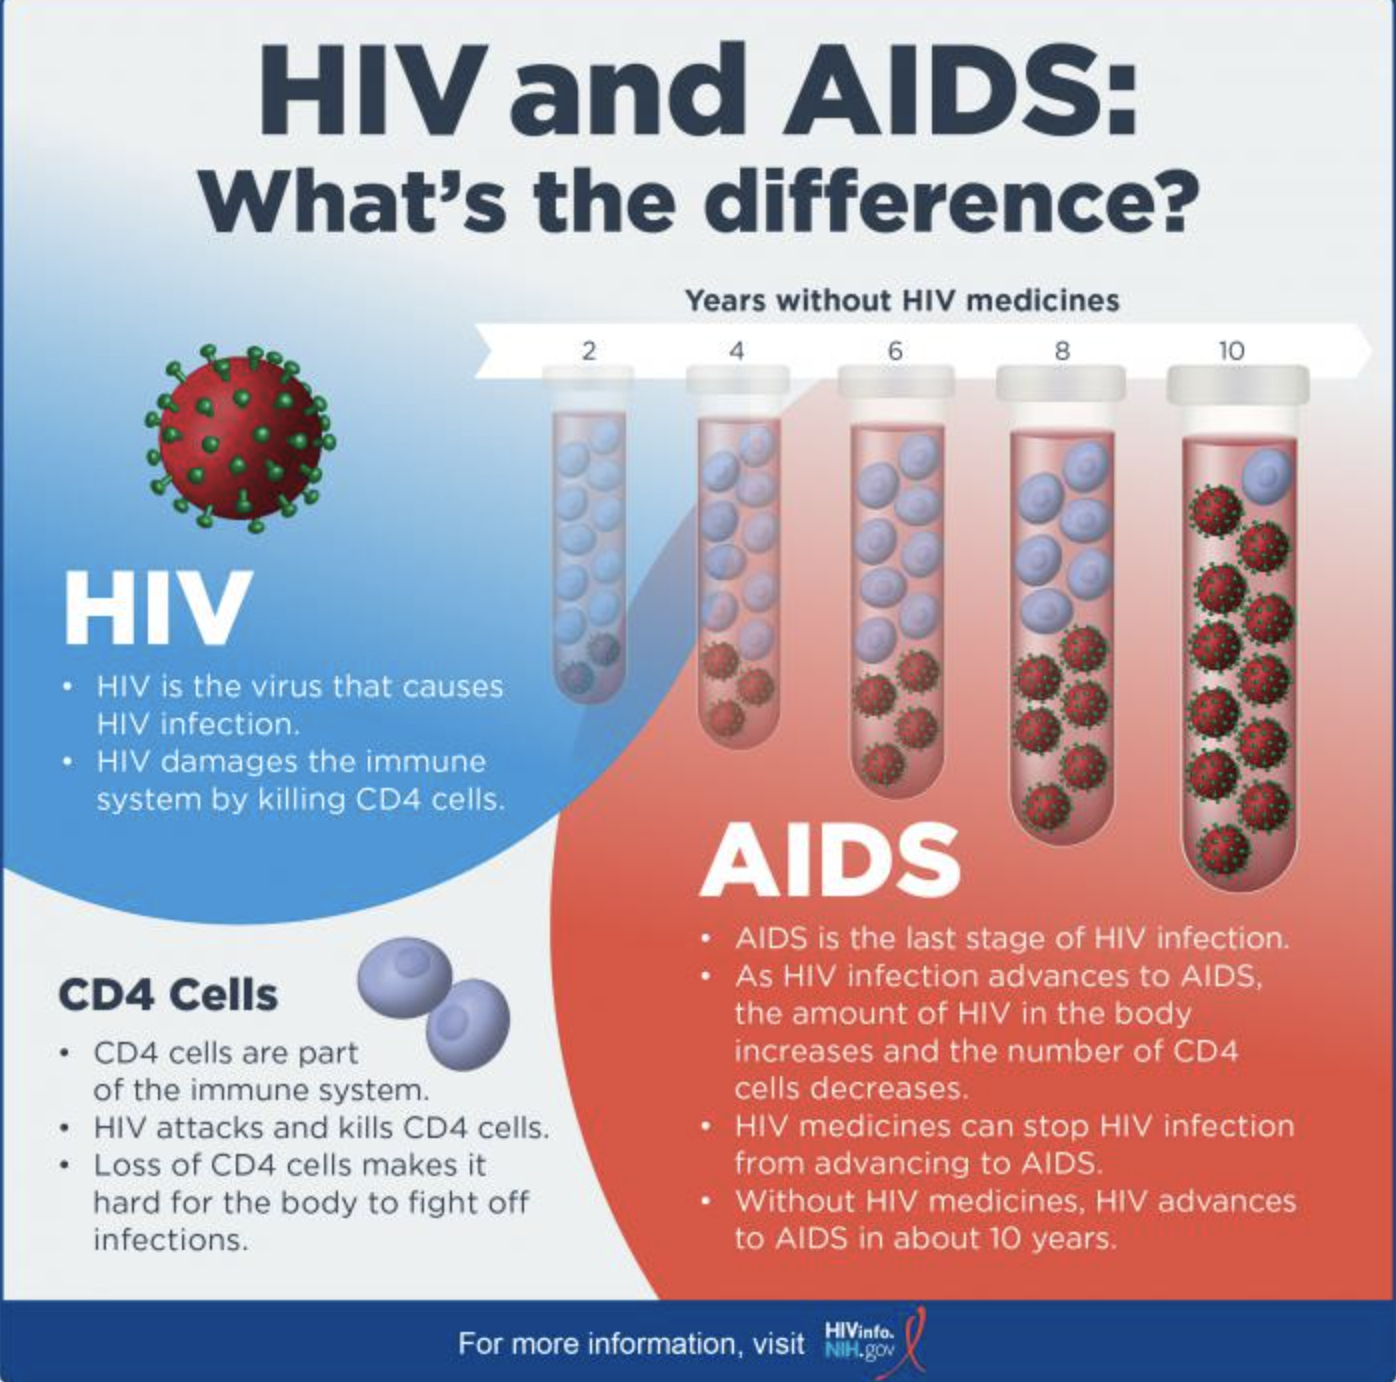 HIV and AIDS:
What's the difference?
Years without HIV medicines
2 4 6 8 10
HIV
• HIV is the virus that causes
HIV infection.
• HIV damages the immune
system by killing CD4 cells.
CD4 Cells
• CD4 cells are part
of the immune system.
• HIV attacks and kills CD4 cells.
• Loss of CD4 cells makes it
hard for the body to fight off
infections.
AIDS
• AIDS is the last stage of HIV infection.
• As HIV infection advances to AIDS,
the amount of HIV in the body
increases and the number of CD4
cells decreases.
• HIV medicines can stop HIV infection
from advancing to AIDS.
• Without HIV medicines, HIV advances
to AIDS in about 10 years.
For more information, visit
HIVinfo.
NIH.gov